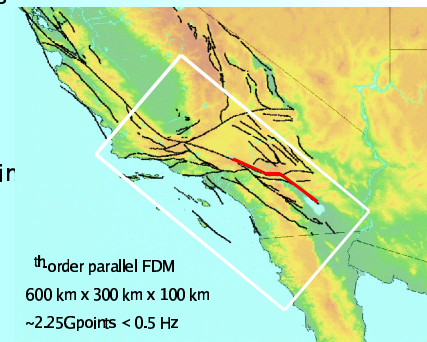 th-order parallel FDM
600 km x 300 km x 100 km
~2.25Gpoints < 0.5 Hz